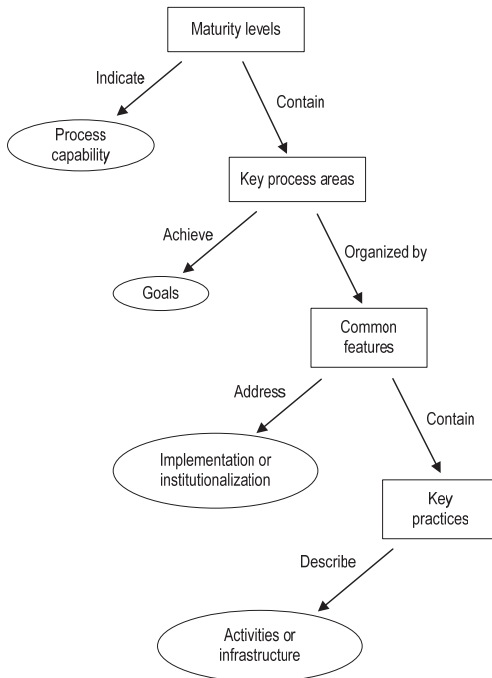 Maturity levels
Indicate
Contain
Process
capability
Key process areas
Achieve
Organized by
Goals
Common
features
Address
Contain
Implementation or
institutionalization
Key
practices
Describe
Activities or
infrastructure